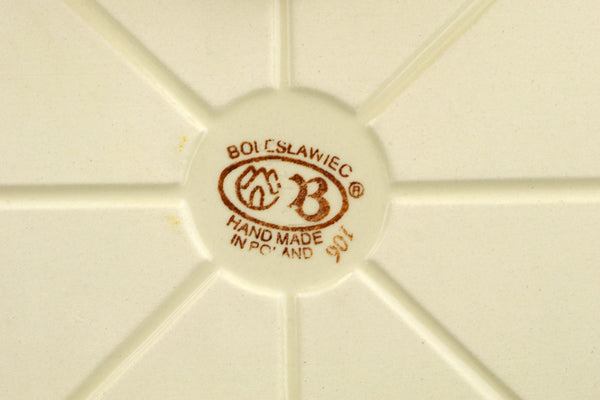 BOLESLAWIEC
B ®
HAND MADE
IN POLAND
106